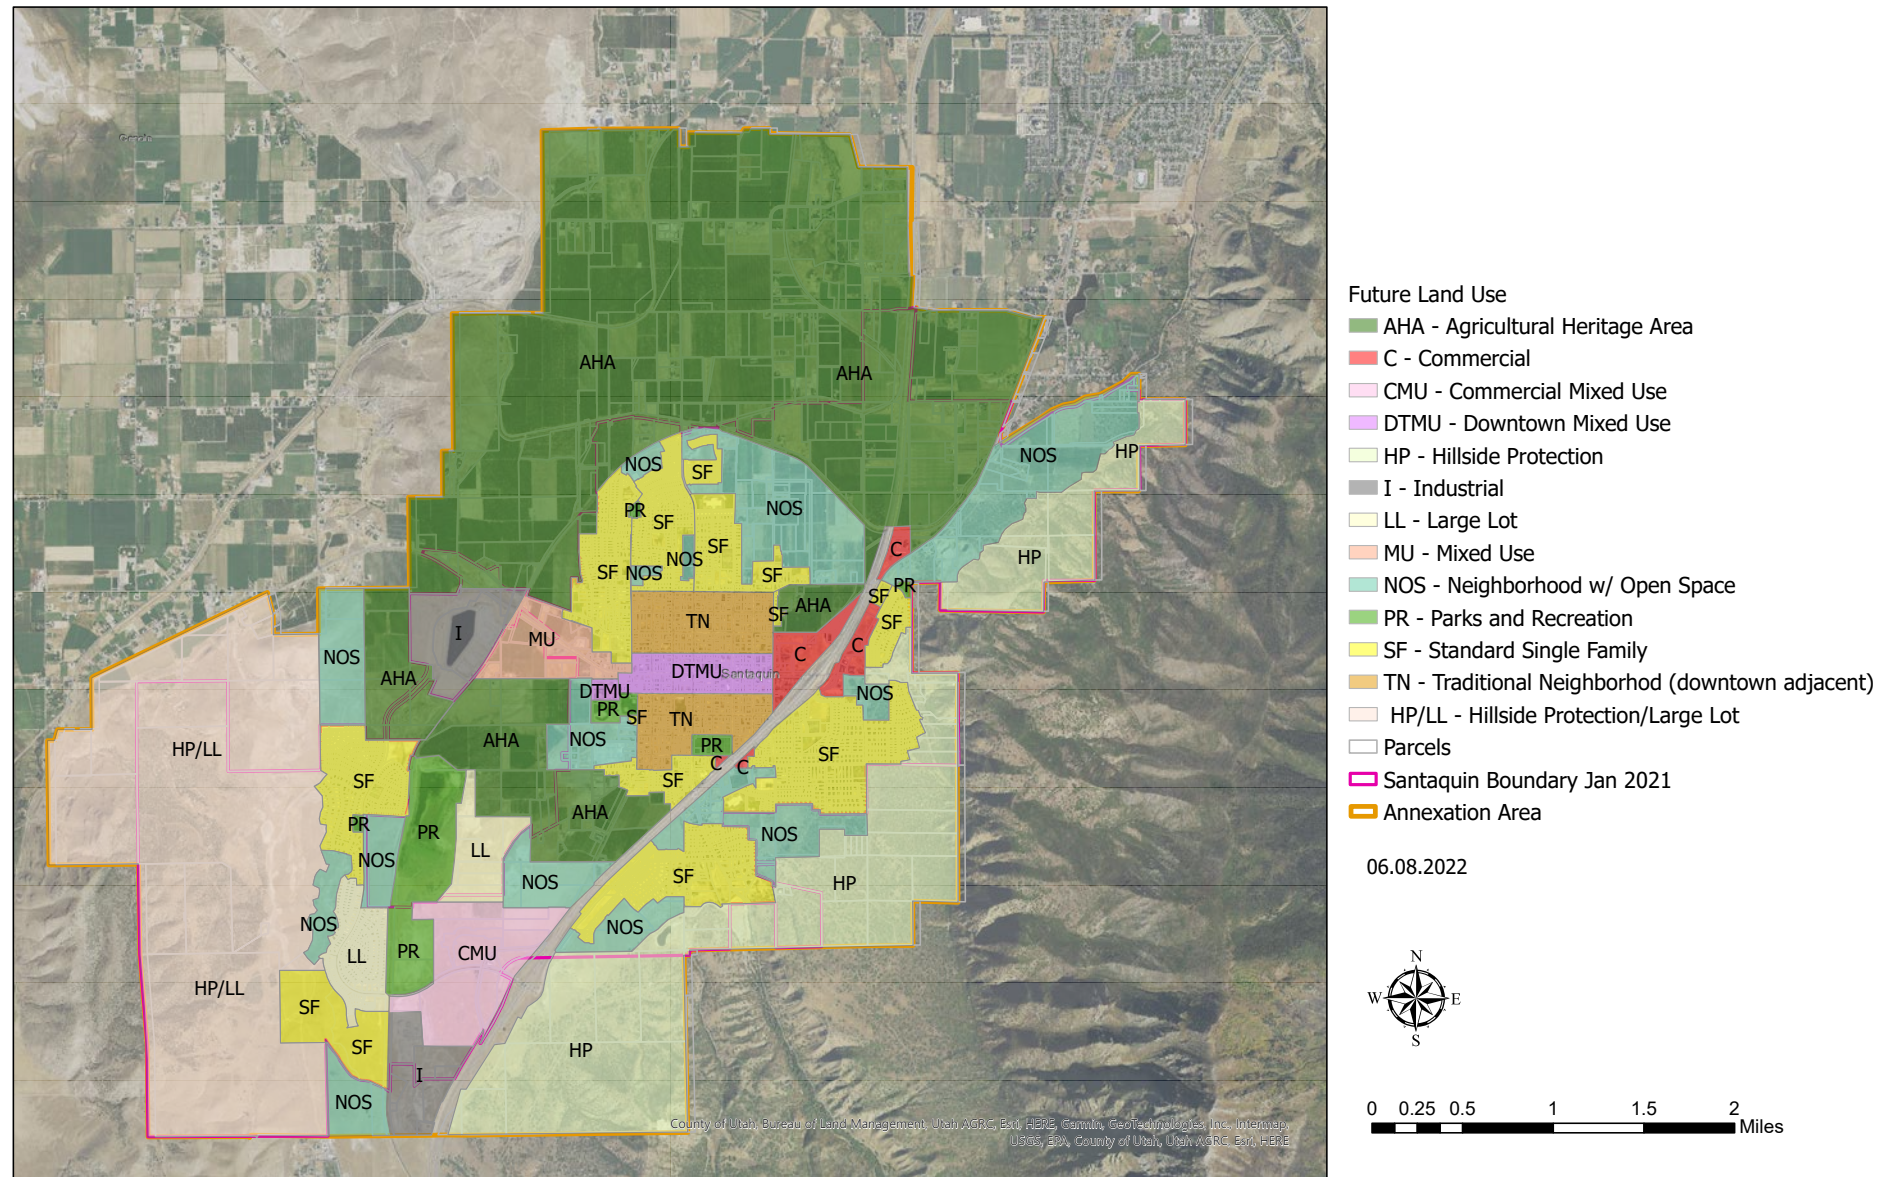 Genola
AHA
AHA
NOS
SF
NOS
HP
NOS
PR
SF
SF
HP
C
NOS
SF
NOS
SF
PR
SF
AHA
SF
SF
TN
SF
I
MU
C
C
NOS
DTMU
Santaquin
AHA
DTMU
NOS
PR
SF
TN
HP/LL
AHA
NOS
PR
SF
C
C
SF
SF
AHA
PR
PR
NOS
LL
NOS
SF
NOS
HP
NOS
NOS
LL
PR
CMU
HP/LL
SF
SF
HP
I
NOS
County of Utah, Bureau of Land Management, Utah AGRC, Esri, HERE, Garmin, GeoTechnologies, Inc., Intermap,
USGS, EPA, County of Utah, Utah AGRC, Esri, HERE
Future Land Use
AHA - Agricultural Heritage Area
C - Commercial
CMU - Commercial Mixed Use
DTMU - Downtown Mixed Use
HP - Hillside Protection
I - Industrial
LL - Large Lot
MU - Mixed Use
NOS - Neighborhood w/ Open Space
PR - Parks and Recreation
SF - Standard Single Family
TN - Traditional Neighborhod (downtown adjacent)
HP/LL - Hillside Protection/Large Lot
Parcels
Santaquin Boundary Jan 2021
Annexation Area
06.08.2022
N
W E
S
0 0.25 0.5 1 1.5 2
Miles